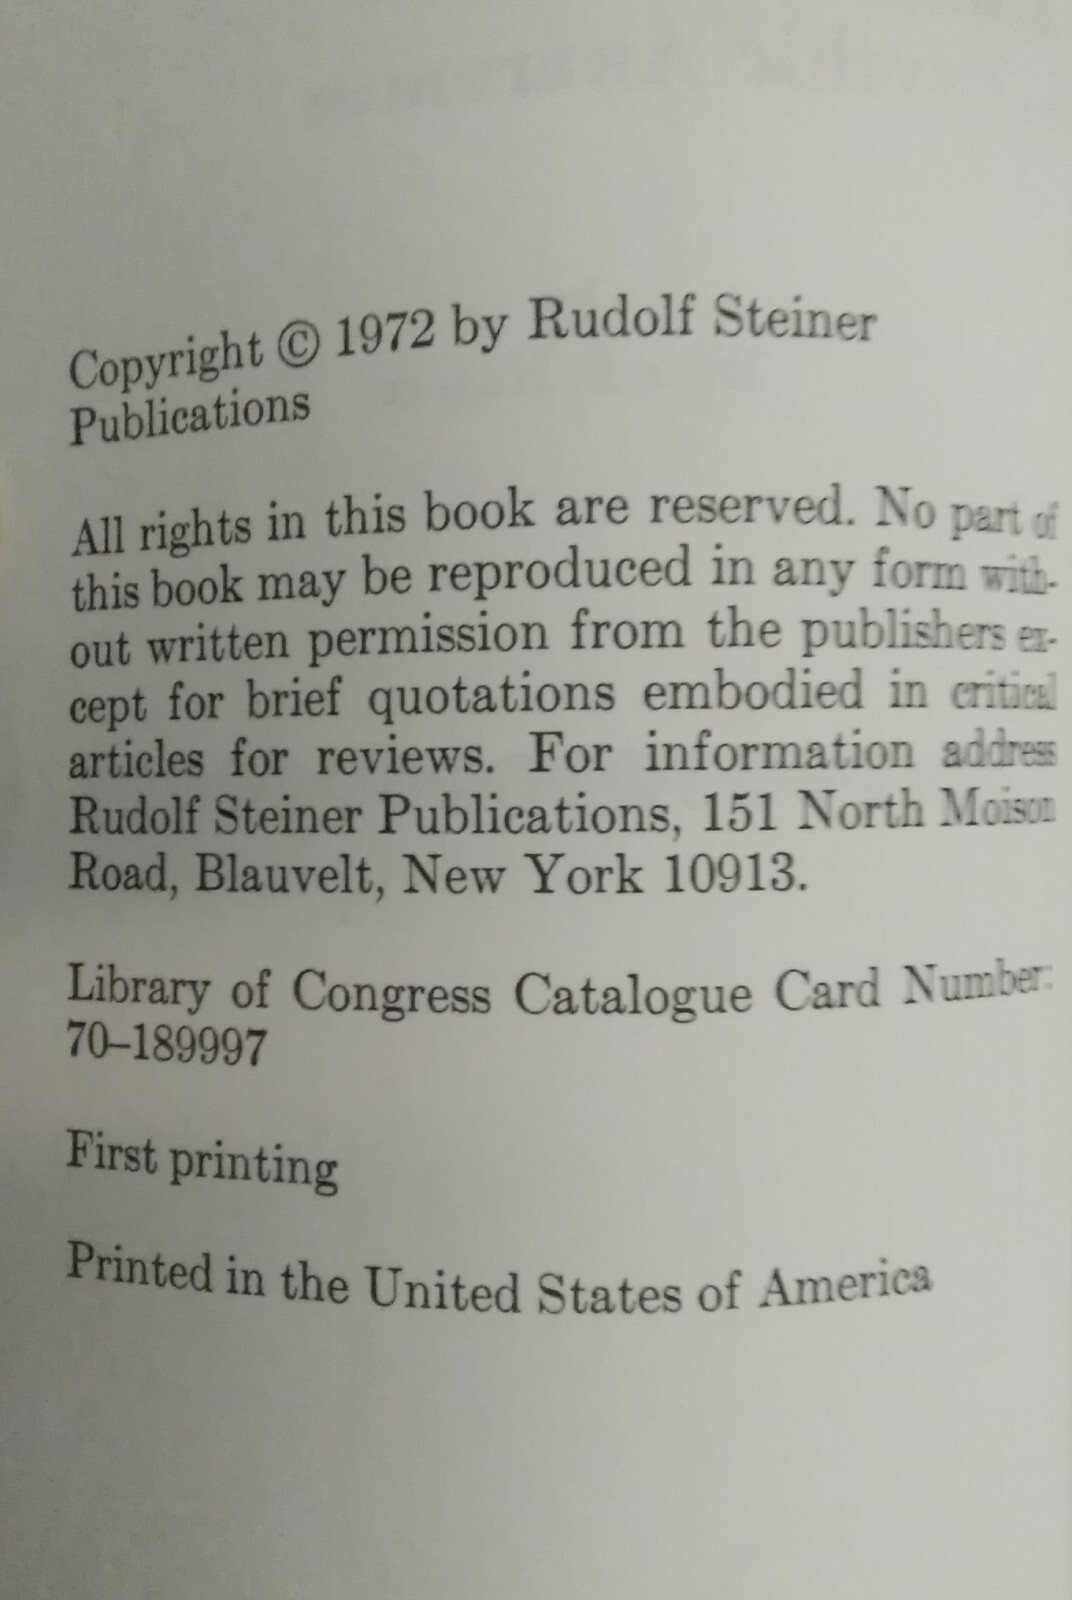 Copyright © 1972 by Rudolf Steiner
Publications
All rights in this book are reserved. No part of
this book may be reproduced in any form with-
out written permission from the publishers ex-
cept for brief quotations embodied in critical
articles for reviews. For information address
Rudolf Steiner Publications, 151 North Moison
Road, Blauvelt, New York 10913.
Library of Congress Catalogue Card Number:
70–189997
First printing
Printed in the United States of America